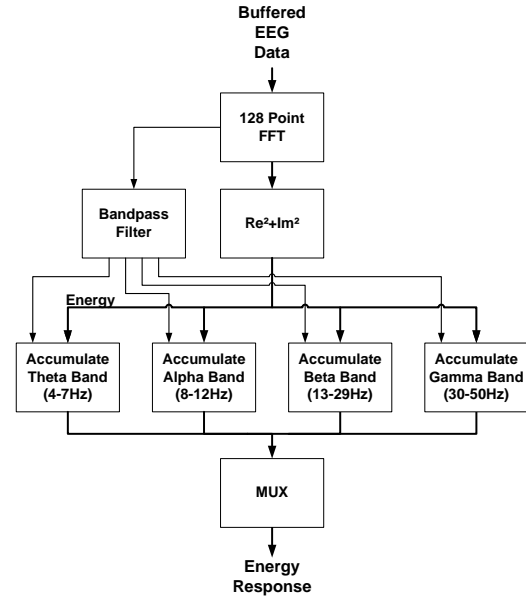 Buffered
EEG
Data
128 Point
FFT
Bandpass
Filter
Re²+Im²
Energy
Accumulate
Theta Band
(4-7Hz)
Accumulate
Alpha Band
(8-12Hz)
Accumulate
Beta Band
(13-29Hz)
Accumulate
Gamma Band
(30-50Hz)
MUX
Energy
Response